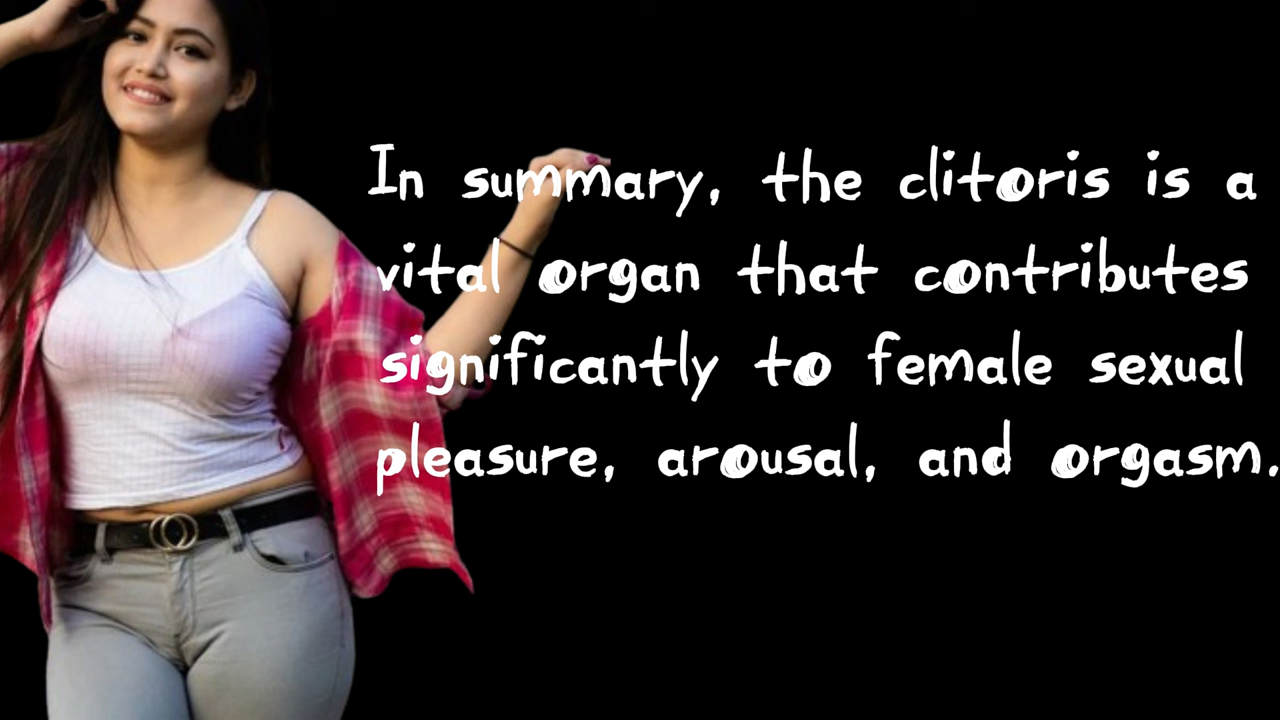 In summary, the clitoris is a
vital organ that contributes
significantly to female sexual
pleasure, arousal, and orgasm.